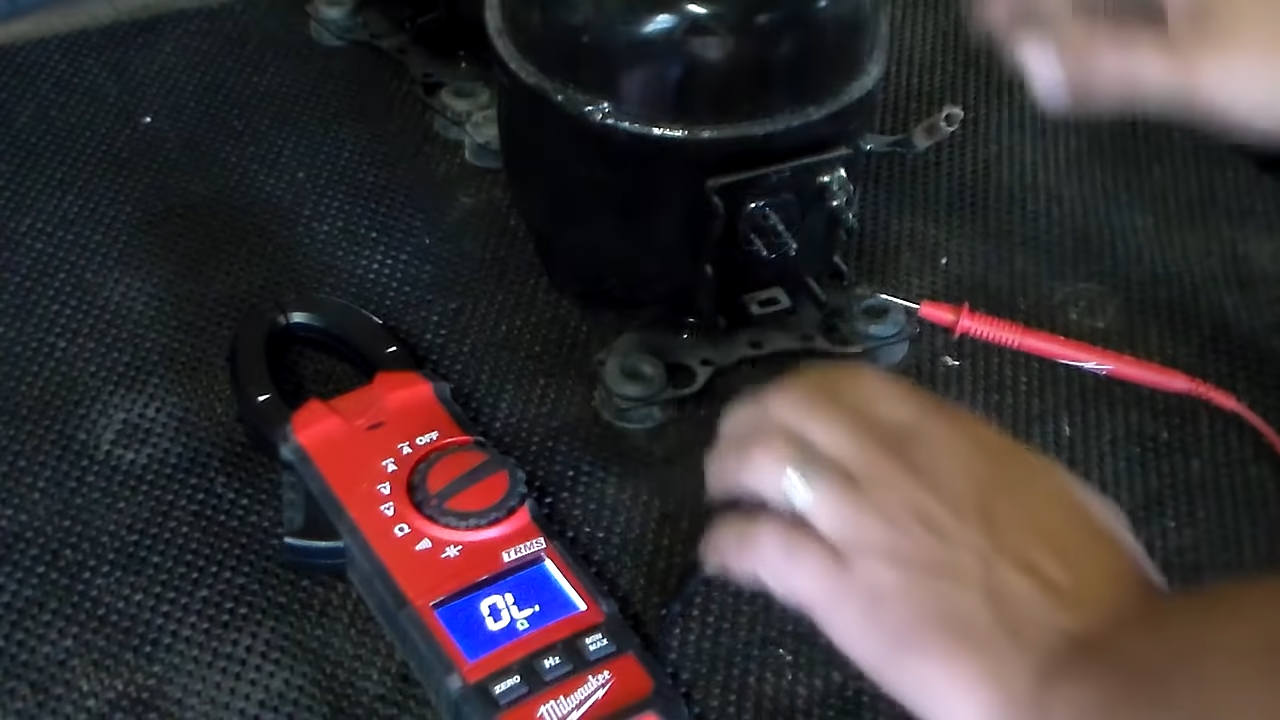 OFF
Ω
TRMS
OL.
Ω
ZERO
Hz
MIN
MAX
Milwaukee